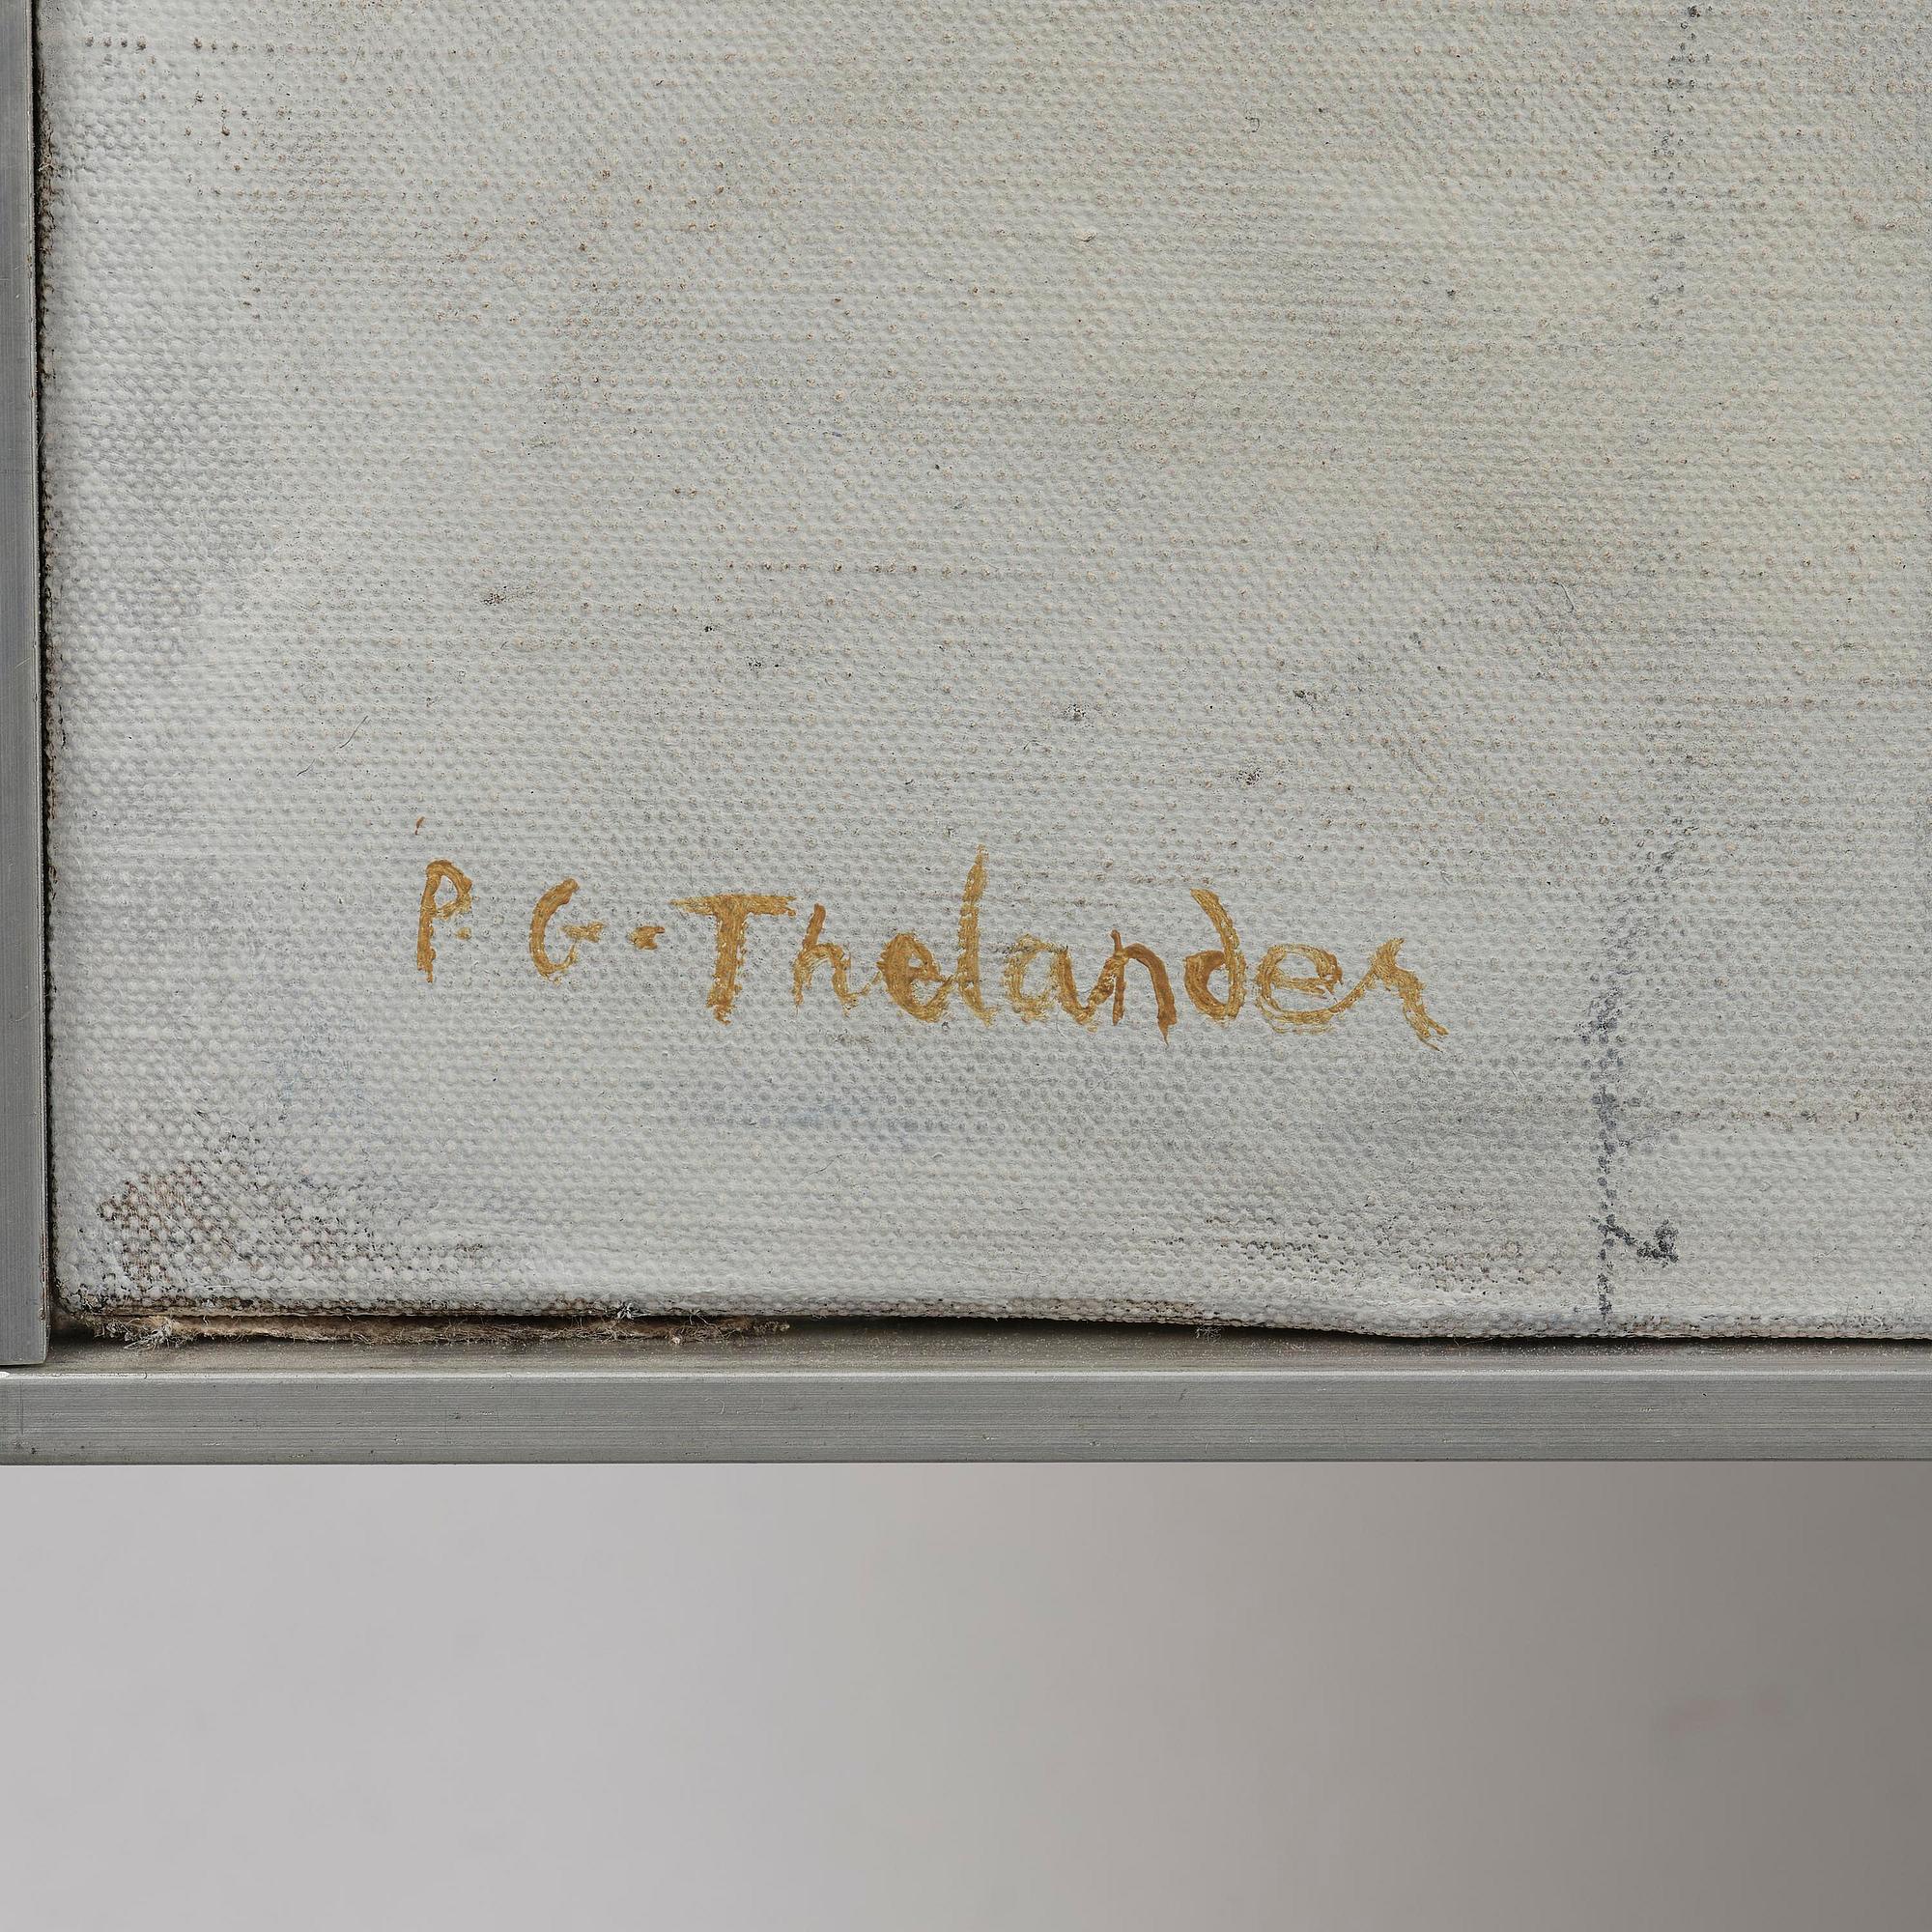 P. G. Thelander